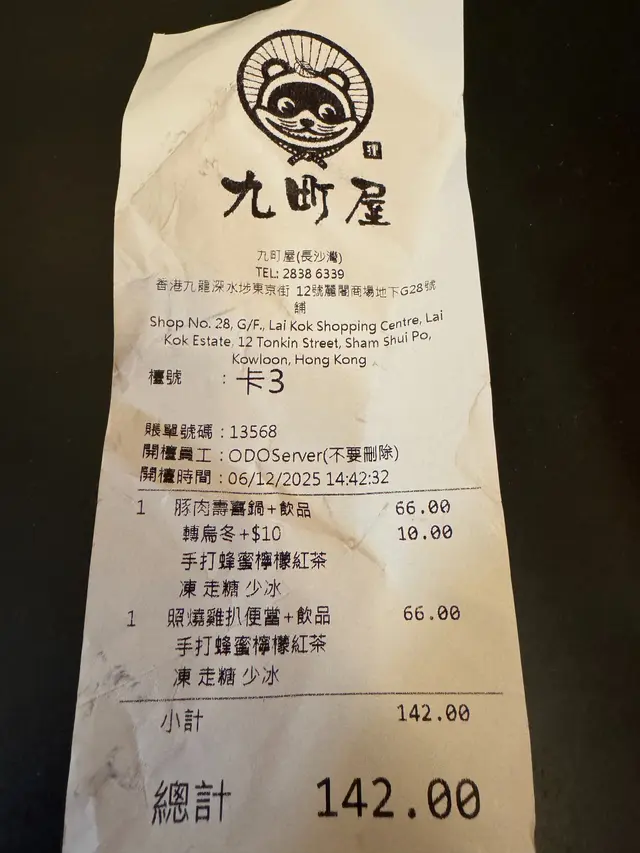 九町屋
九町屋(長沙灣)
TEL: 2838 6339
香港九龍深水埗東京街 12號麗閣商場地下G28號
舖
Shop No. 28, G/F., Lai Kok Shopping Centre, Lai
Kok Estate, 12 Tonkin Street, Sham Shui Po,
Kowloon, Hong Kong
檯號 : 卡3
賬單號碼 : 13568
開檯員工 : ODOServer(不要刪除)
開檯時間 : 06/12/2025 14:42:32
1 豚肉壽喜鍋+飲品 66.00
轉烏冬+$10 10.00
手打蜂蜜檸檬紅茶
凍 走糖 少冰
1 照燒雞扒便當+飲品 66.00
手打蜂蜜檸檬紅茶
凍 走糖 少冰
小計 142.00
總計 142.00